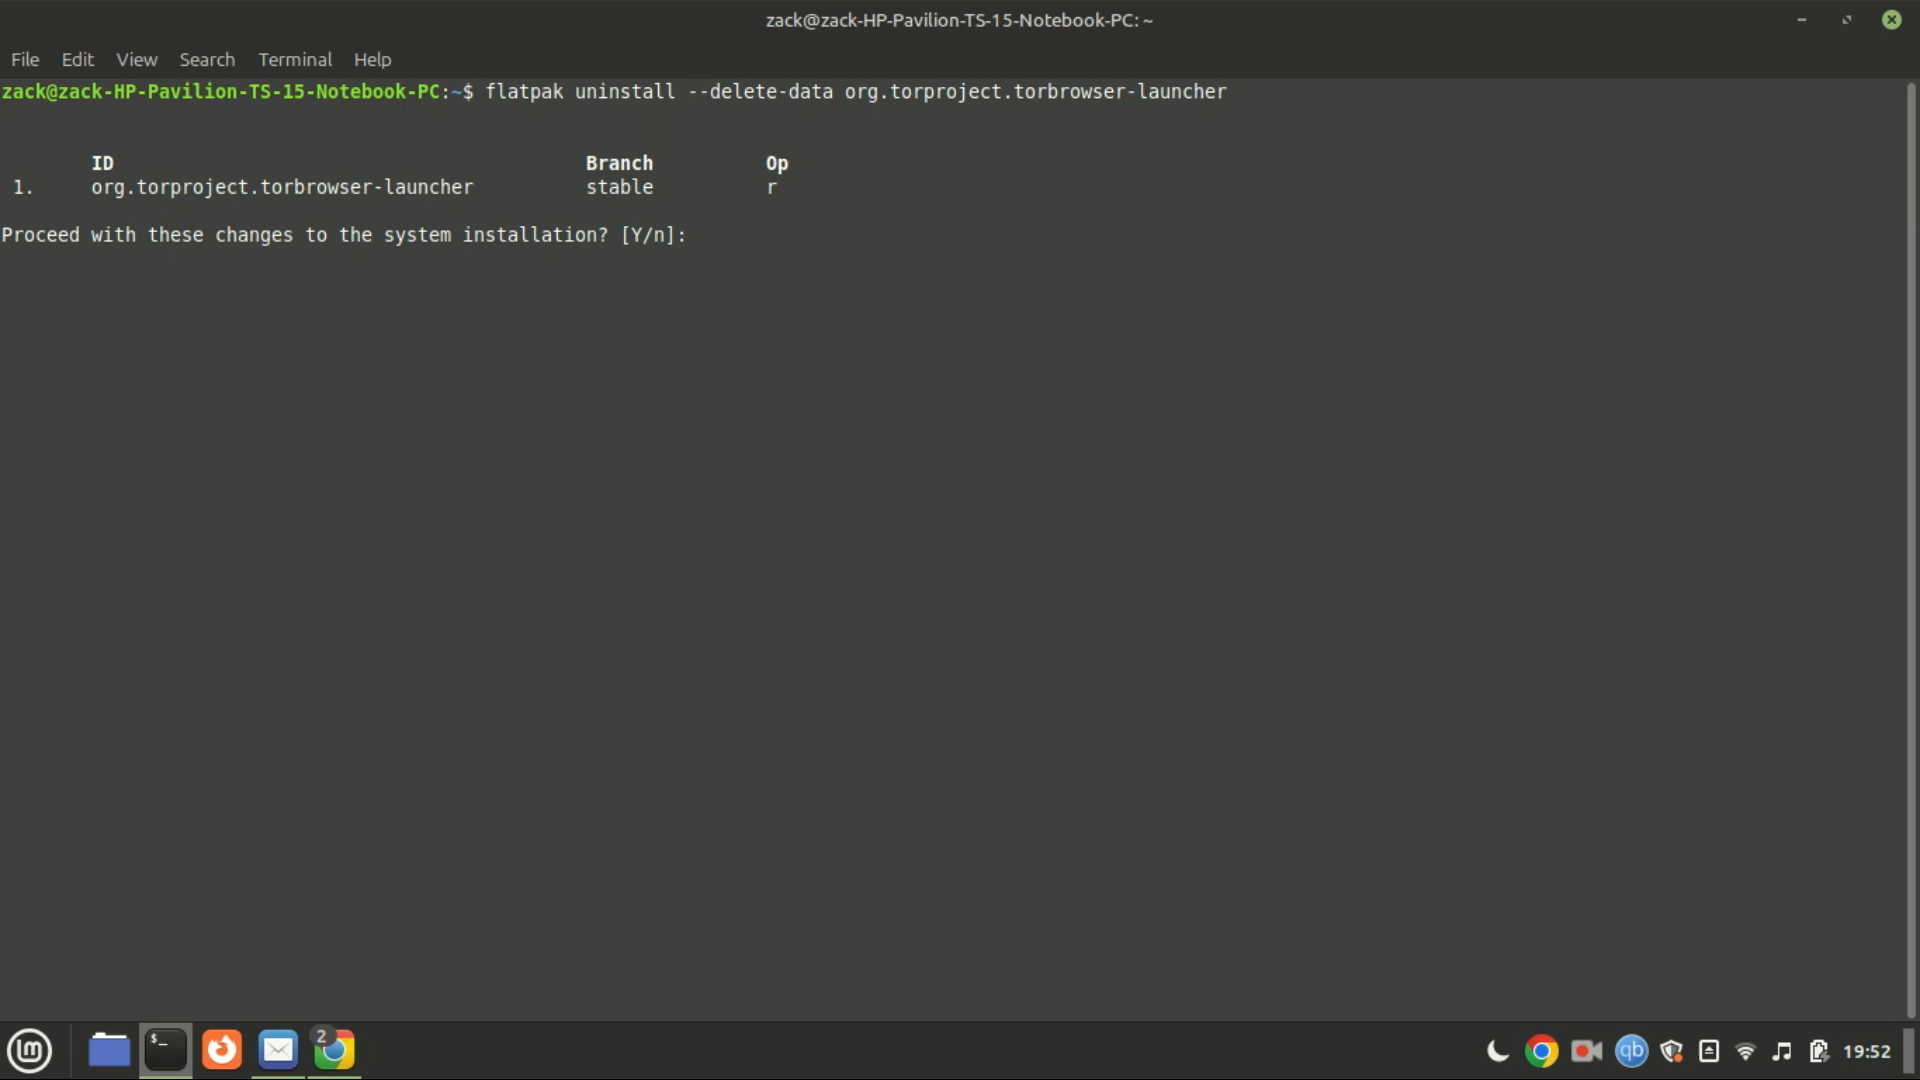 zack@zack-HP-Pavilion-TS-15-Notebook-PC: ~
File Edit View Search Terminal Help
zack@zack-HP-Pavilion-TS-15-Notebook-PC:~$ flatpak uninstall --delete-data org.torproject.torbrowser-launcher
ID Branch Op
1. org.torproject.torbrowser-launcher stable r
Proceed with these changes to the system installation? [Y/n]:
$_ 2 qb 19:52